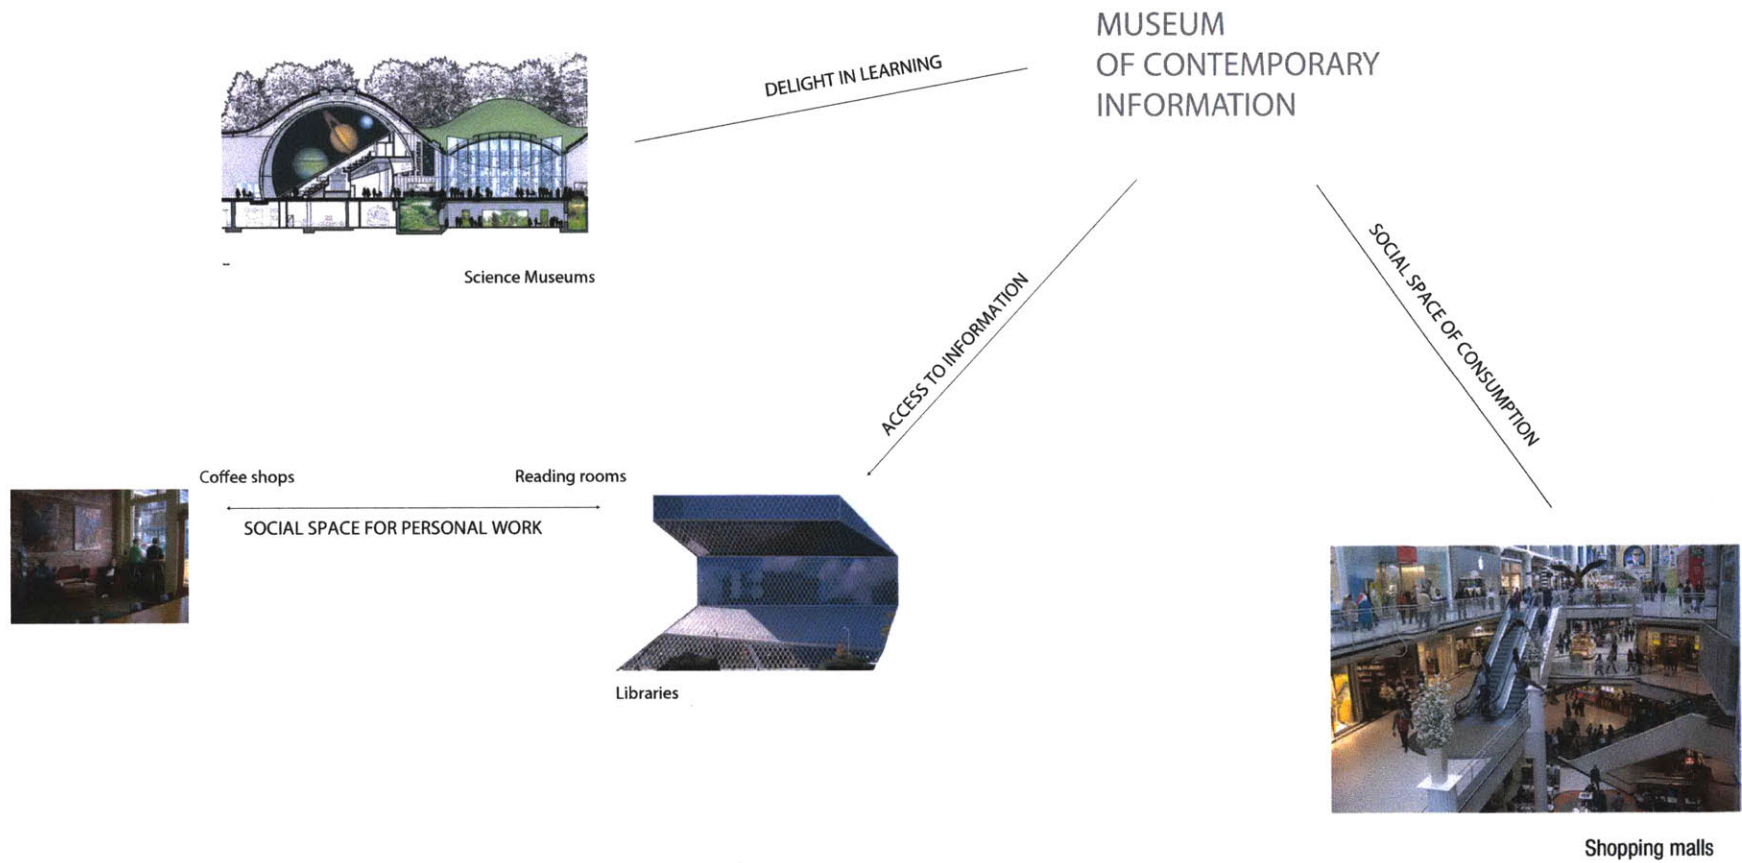 MUSEUM
OF CONTEMPORARY
INFORMATION
DELIGHT IN LEARNING
Science Museums
SOCIAL SPACE OF CONSUMPTION
ACCESS TO INFORMATION
Coffee shops
Reading rooms
SOCIAL SPACE FOR PERSONAL WORK
Libraries
Shopping malls